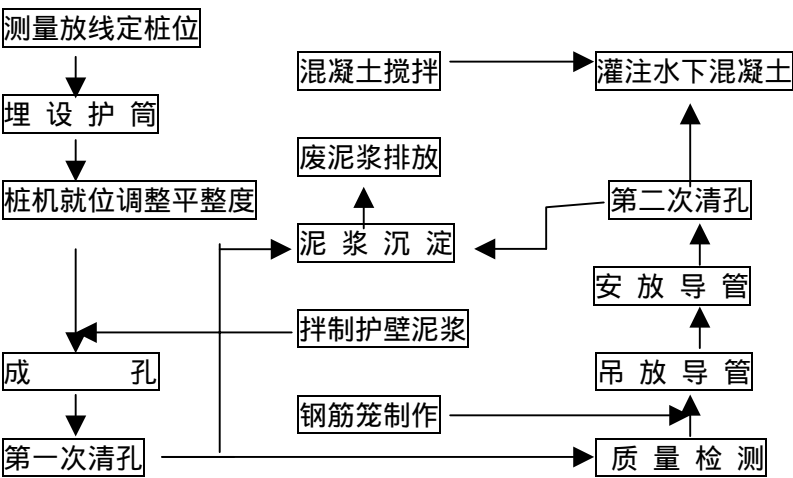 测量放线定桩位
埋 设 护 筒
桩机就位调整平整度
成 孔
第一次清孔
混凝土搅拌
废泥浆排放
泥 浆 沉 淀
拌制护壁泥浆
钢筋笼制作
灌注水下混凝土
第二次清孔
安 放 导 管
吊 放 导 管
质 量 检 测